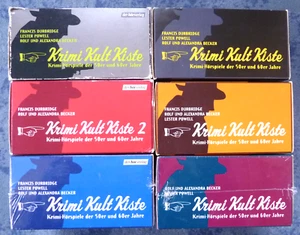 FRANCIS DURBRIDGE
LESTER POWELL
ROLF UND ALEXANDRA BECKER
Krimi Kult Kiste
Krimi-Hörspiele der 50er und 60er Jahre
FRANCIS DURBRIDGE
LESTER POWELL
ROLF UND ALEXANDRA BECKER
Krimi Kult Kiste
Krimi-Hörspiele der 50er und 60er Jahre
FRANCIS DURBRIDGE
ROLF UND ALEXANDRA BECKER
LESTER POWELL
Krimi Kult Kiste 2
Krimi-Hörspiele der 50er und 60er Jahre
FRANCIS DURBRIDGE
ROLF UND ALEXANDRA BECKER
Krimi Kult Kiste
Krimi-Hörspiele der 50er und 60er Jahre
FRANCIS DURBRIDGE
LESTER POWELL
ROLF UND ALEXANDRA BECKER
Krimi Kult Kiste
Krimi-Hörspiele der 50er und 60er Jahre
ROLF UND ALEXANDRA BECKER
LESTER POWELL
Krimi Kult Kiste
Krimi-Hörspiele der 50er und 60er Jahre